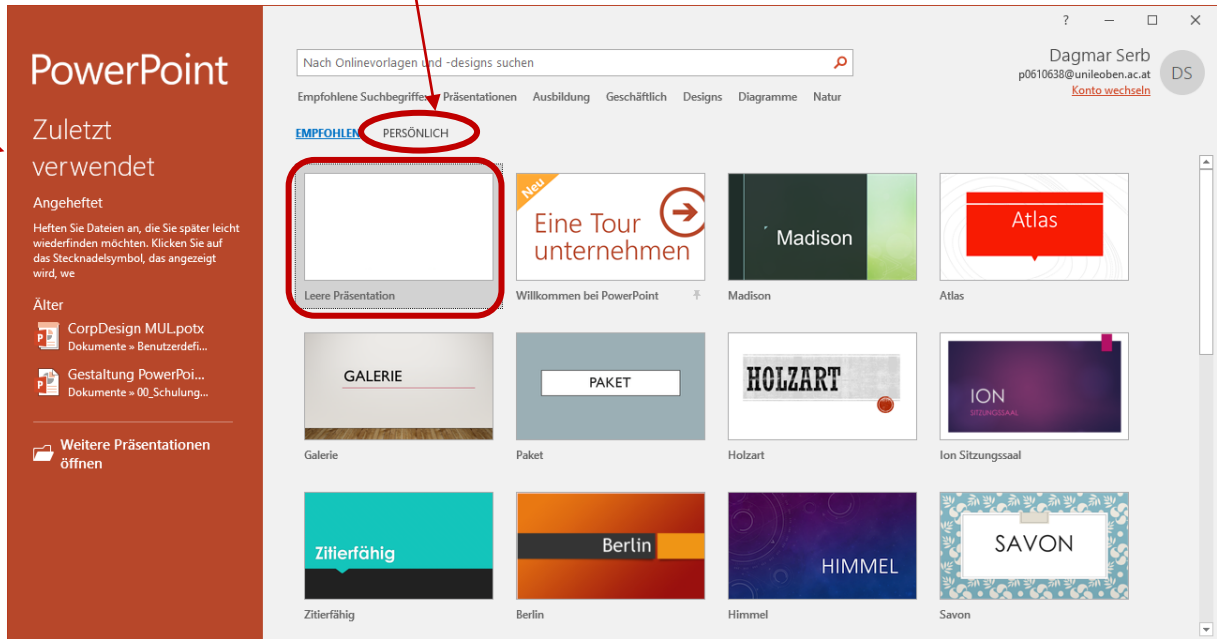 ? — □ ×
PowerPoint
Zuletzt
verwendet
Angeheftet
Heften Sie Dateien an, die Sie später leicht
wiederfinden möchten. Klicken Sie auf
das Stecknadelsymbol, das angezeigt
wird, we
Älter
CorpDesign MUL.potx
Dokumente » Benutzerdefi...
Gestaltung PowerPoi...
Dokumente » 00_Schulung...
Weitere Präsentationen
öffnen
Nach Onlinevorlagen und -designs suchen
Dagmar Serb
p0610638@unileoben.ac.at
Konto wechseln
DS
Empfohlene Suchbegriffe: Präsentationen Ausbildung Geschäftlich Designs Diagramme Natur
EMPFOHLEN PERSÖNLICH
Leere Präsentation
Neu
Eine Tour
unternehmen
Willkommen bei PowerPoint
Madison
Madison
Atlas
Atlas
GALERIE
Galerie
PAKET
Paket
HOLZART
Holzart
ION
SITZUNGSSAAL
Ion Sitzungssaal
Zitierfähig
Zitierfähig
Berlin
Berlin
HIMMEL
Himmel
SAVON
Savon